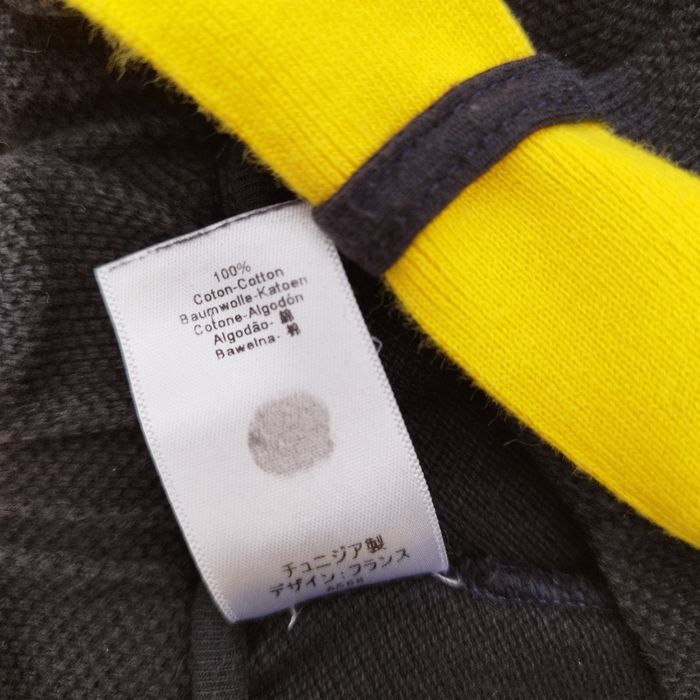 100%
Coton-Cotton
Baumwolle-Katoen
Cotone-Algodón
Algodão- 綿
Bawelna- 棉
チュニジア製
デザイン：フランス